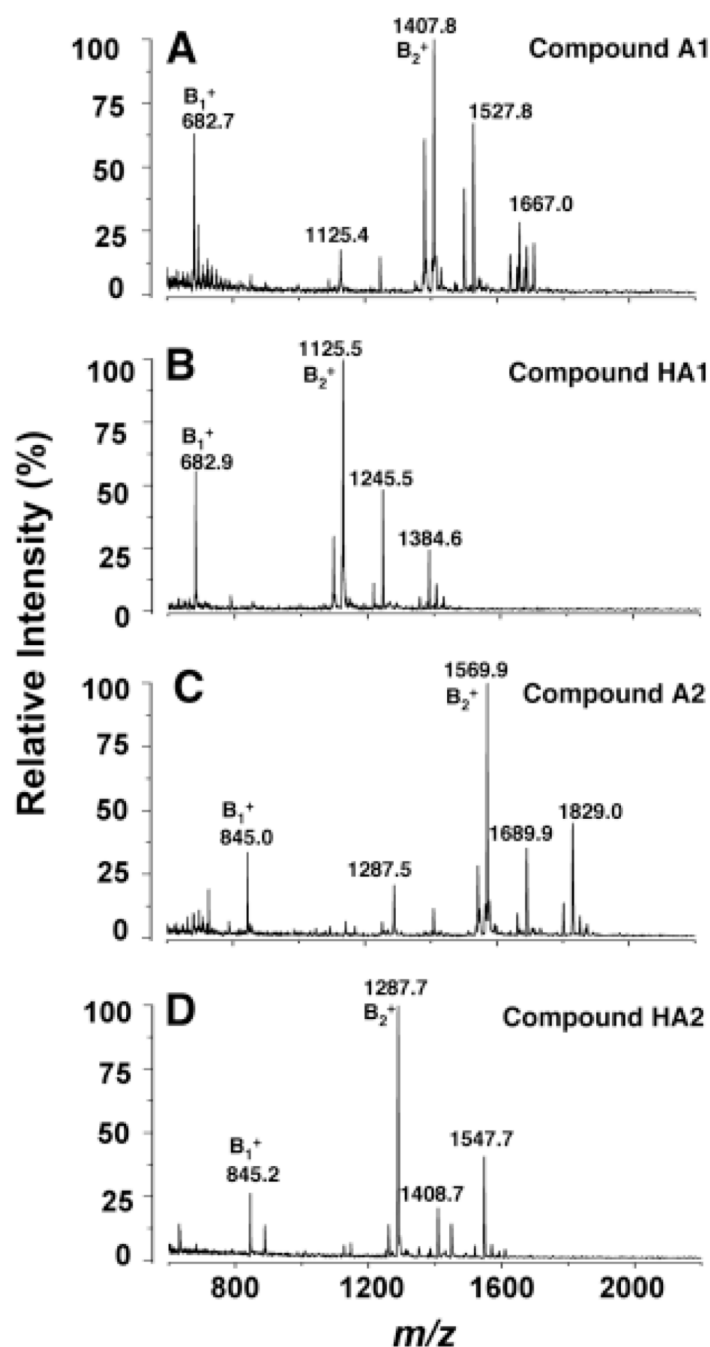 Relative Intensity (%)
A
Compound A1
100
75
50
25
0
B₁⁺
682.7
1125.4
1407.8
B₂⁺
1527.8
1667.0
B
Compound HA1
100
75
50
25
0
B₁⁺
682.9
1125.5
B₂⁺
1245.5
1384.6
C
Compound A2
100
75
50
25
0
B₁⁺
845.0
1287.5
1569.9
B₂⁺
1689.9
1829.0
D
Compound HA2
100
75
50
25
0
B₁⁺
845.2
1287.7
B₂⁺
1408.7
1547.7
800 1200 1600 2000
m/z